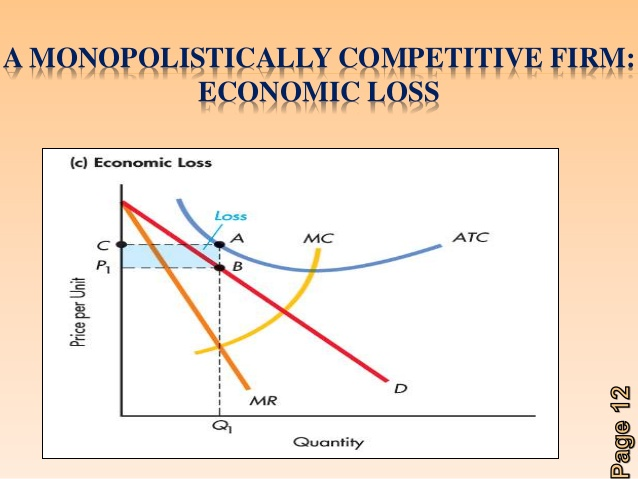 A MONOPOLISTICALLY COMPETITIVE FIRM:
ECONOMIC LOSS
(c) Economic Loss
Loss
C
A
MC
ATC
P1
B
Price per Unit
D
MR
Q1
Quantity
Page 12